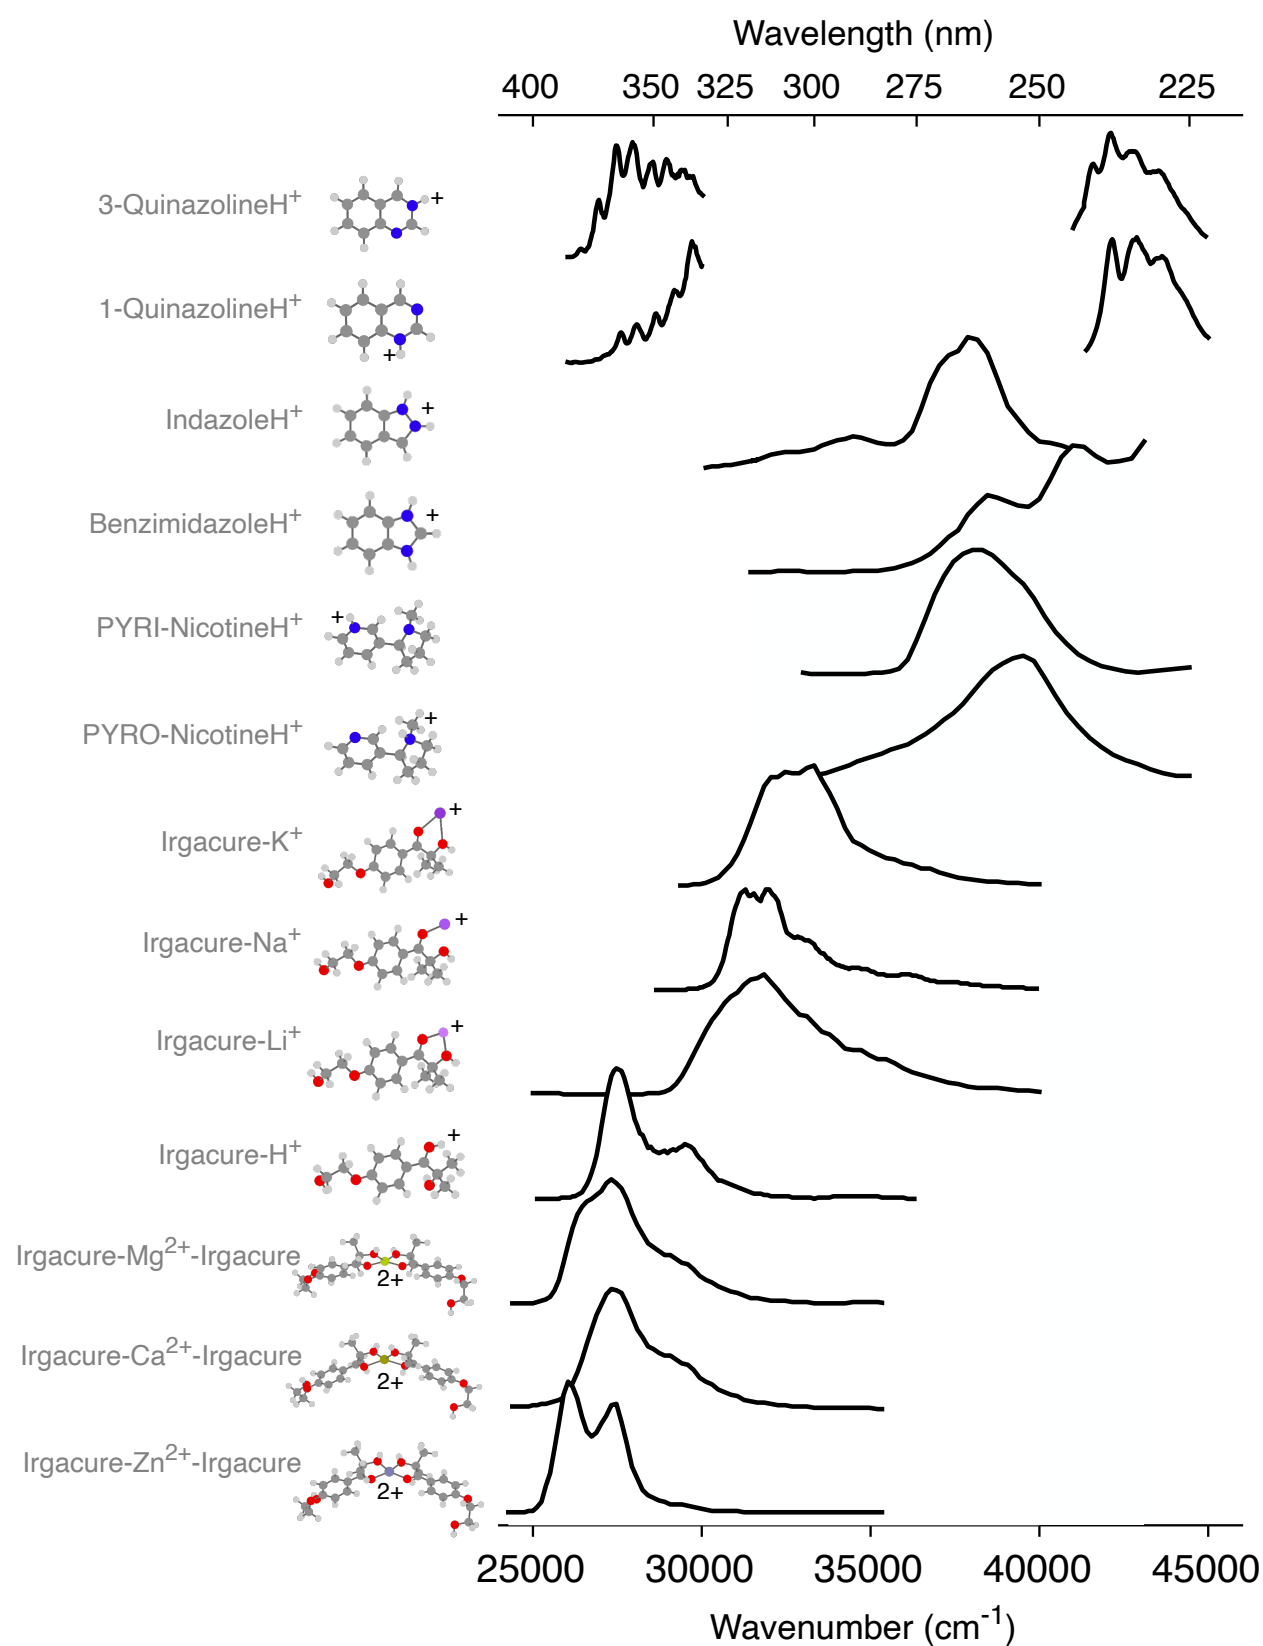 Wavelength (nm)
400 350 325 300 275 250 225
3-QuinazolineH⁺
+
1-QuinazolineH⁺
+
IndazoleH⁺
+
BenzimidazoleH⁺
+
PYRI-NicotineH⁺
+
PYRO-NicotineH⁺
+
Irgacure-K⁺
+
Irgacure-Na⁺
+
Irgacure-Li⁺
+
Irgacure-H⁺
+
Irgacure-Mg²⁺-Irgacure
2+
Irgacure-Ca²⁺-Irgacure
2+
Irgacure-Zn²⁺-Irgacure
2+
25000 30000 35000 40000 45000
Wavenumber (cm⁻¹)